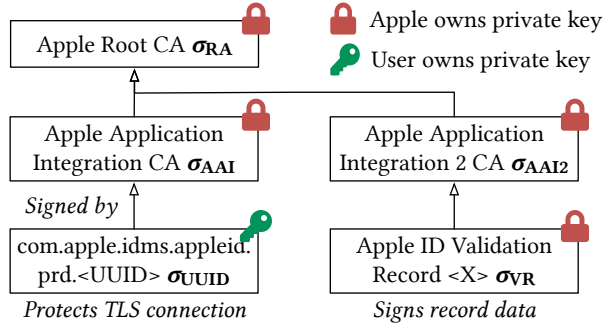 Apple Root CA σRA
Apple owns private key
User owns private key
Apple Application
Integration CA σAAI
Apple Application
Integration 2 CA σAAI2
Signed by
com.apple.idms.appleid.
prd.<UUID> σUUID
Apple ID Validation
Record <X> σVR
Protects TLS connection
Signs record data